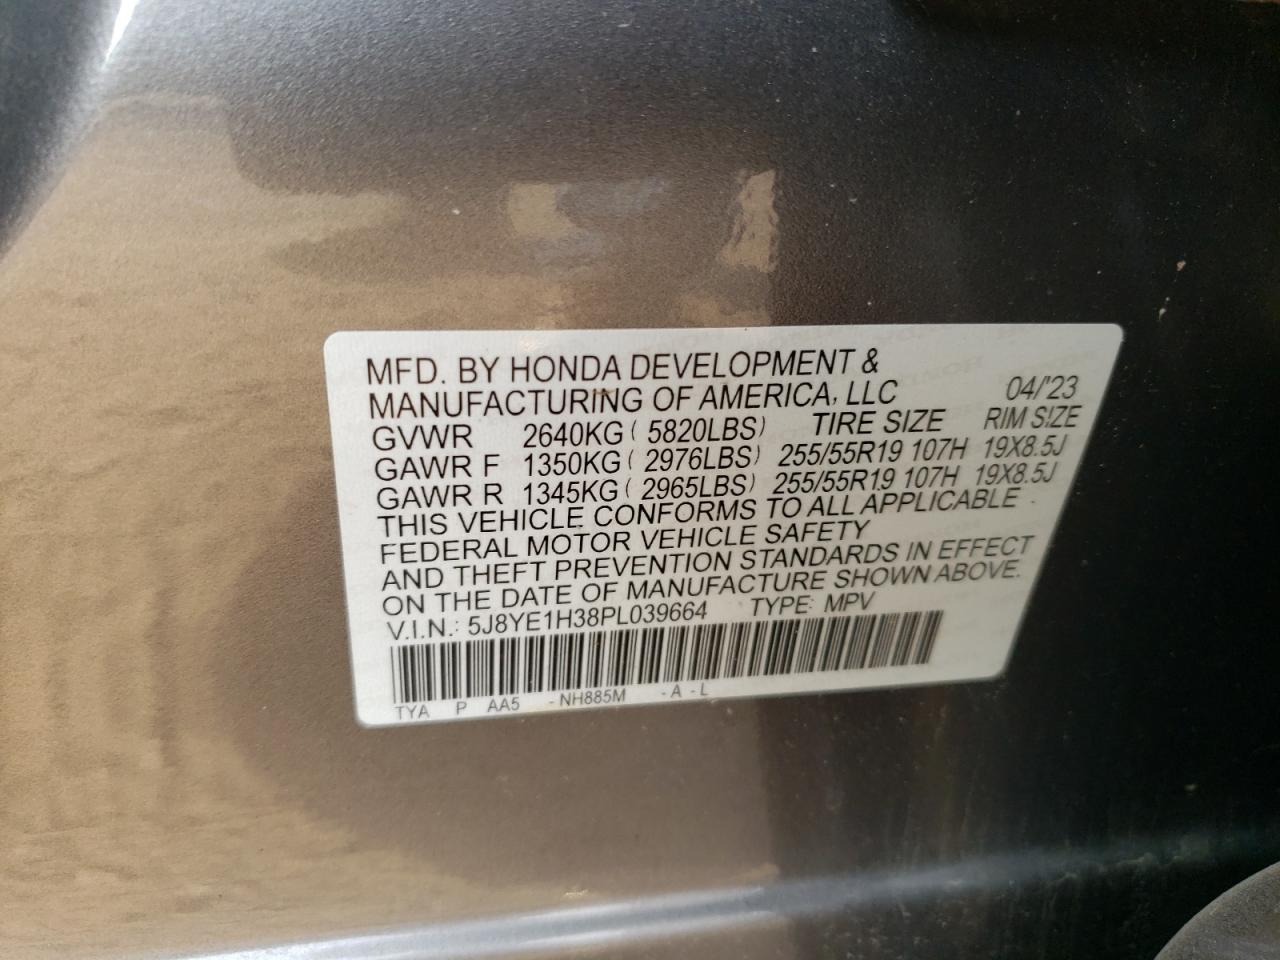 MFD. BY HONDA DEVELOPMENT &
MANUFACTURING OF AMERICA, LLC 04/'23
GVWR 2640KG ( 5820LBS) TIRE SIZE RIM SIZE
GAWR F 1350KG ( 2976LBS) 255/55R19 107H 19X8.5J
GAWR R 1345KG ( 2965LBS) 255/55R19 107H 19X8.5J
THIS VEHICLE CONFORMS TO ALL APPLICABLE
FEDERAL MOTOR VEHICLE SAFETY
AND THEFT PREVENTION STANDARDS IN EFFECT
ON THE DATE OF MANUFACTURE SHOWN ABOVE.
V.I.N.: 5J8YE1H38PL039664 TYPE: MPV
TYA P AA5 -NH885M -A -L